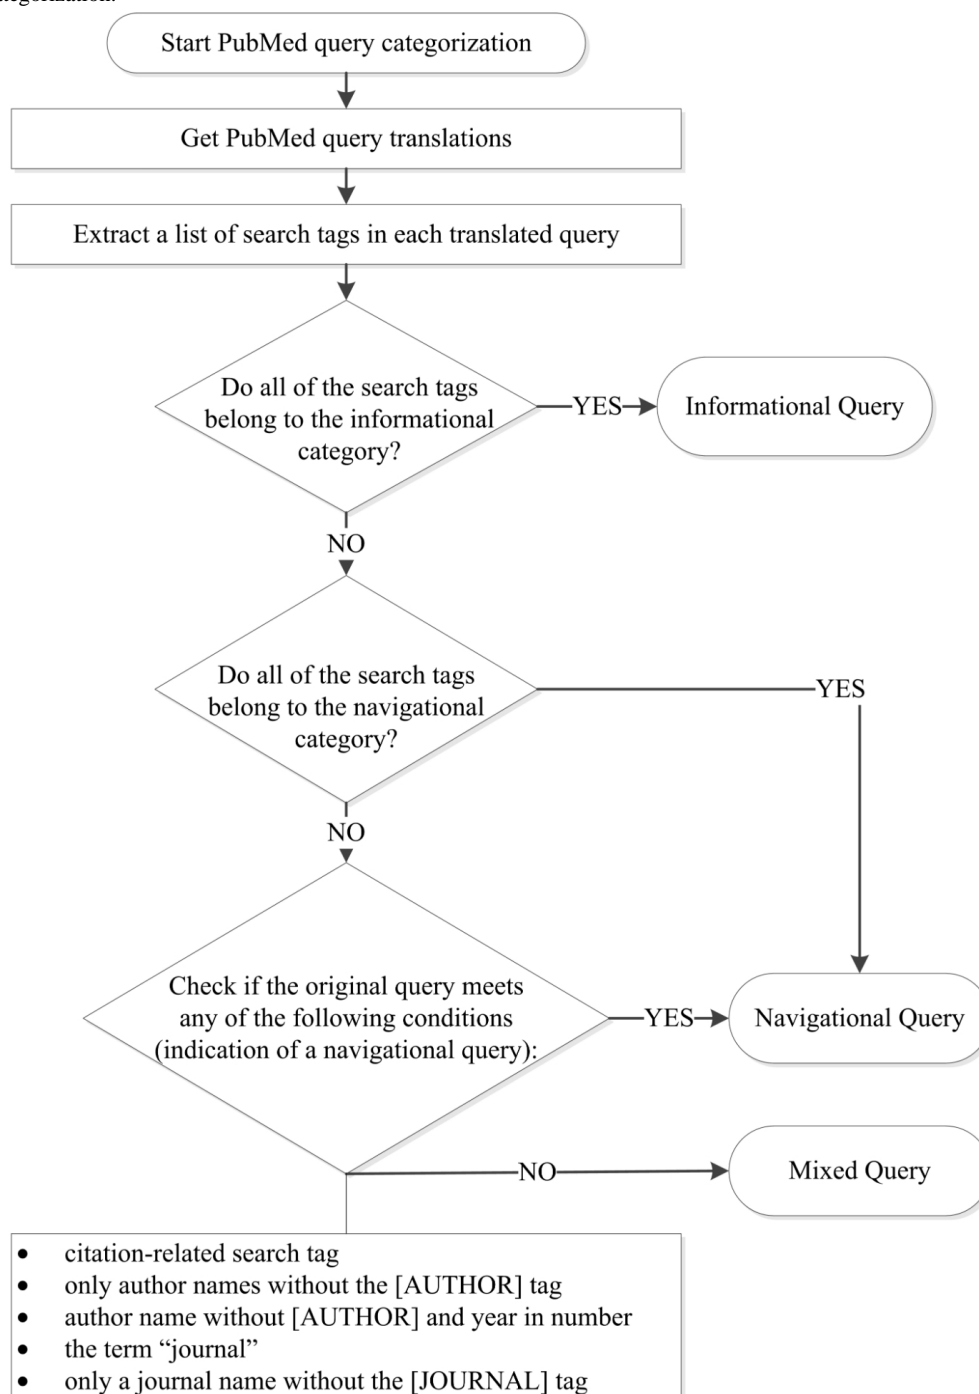 Start PubMed query categorization
Get PubMed query translations
Extract a list of search tags in each translated query
Do all of the search tags
belong to the informational
category?
YES
Informational Query
NO
Do all of the search tags
belong to the navigational
category?
YES
NO
Check if the original query meets
any of the following conditions
(indication of a navigational query):
YES
Navigational Query
NO
Mixed Query
• citation-related search tag
• only author names without the [AUTHOR] tag
• author name without [AUTHOR] and year in number
• the term “journal”
• only a journal name without the [JOURNAL] tag